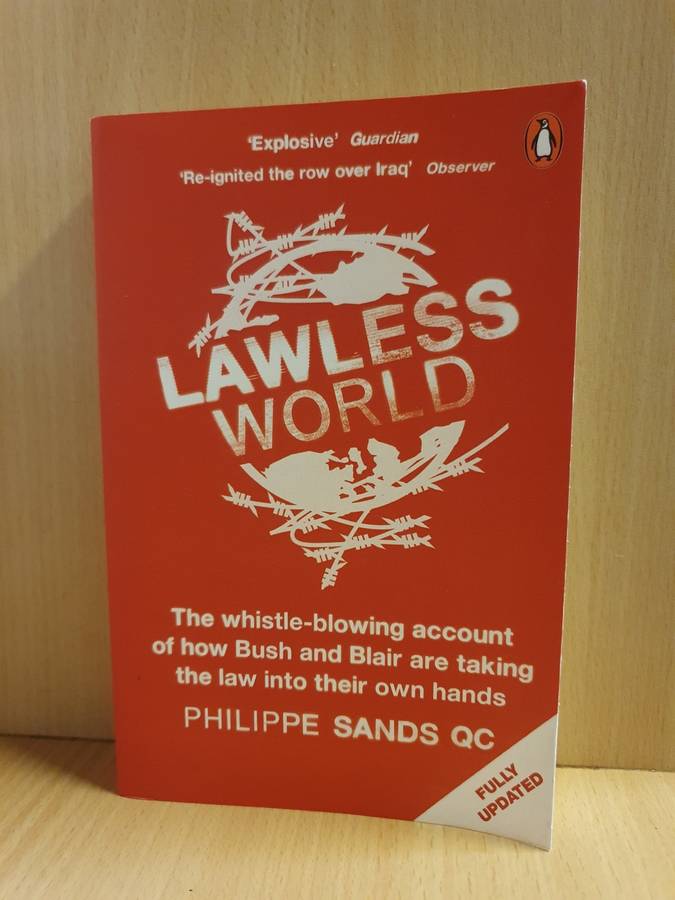 'Explosive' Guardian
'Re-ignited the row over Iraq' Observer
LAWLESS
WORLD
The whistle-blowing account
of how Bush and Blair are taking
the law into their own hands
PHILIPPE SANDS QC
FULLY
UPDATED